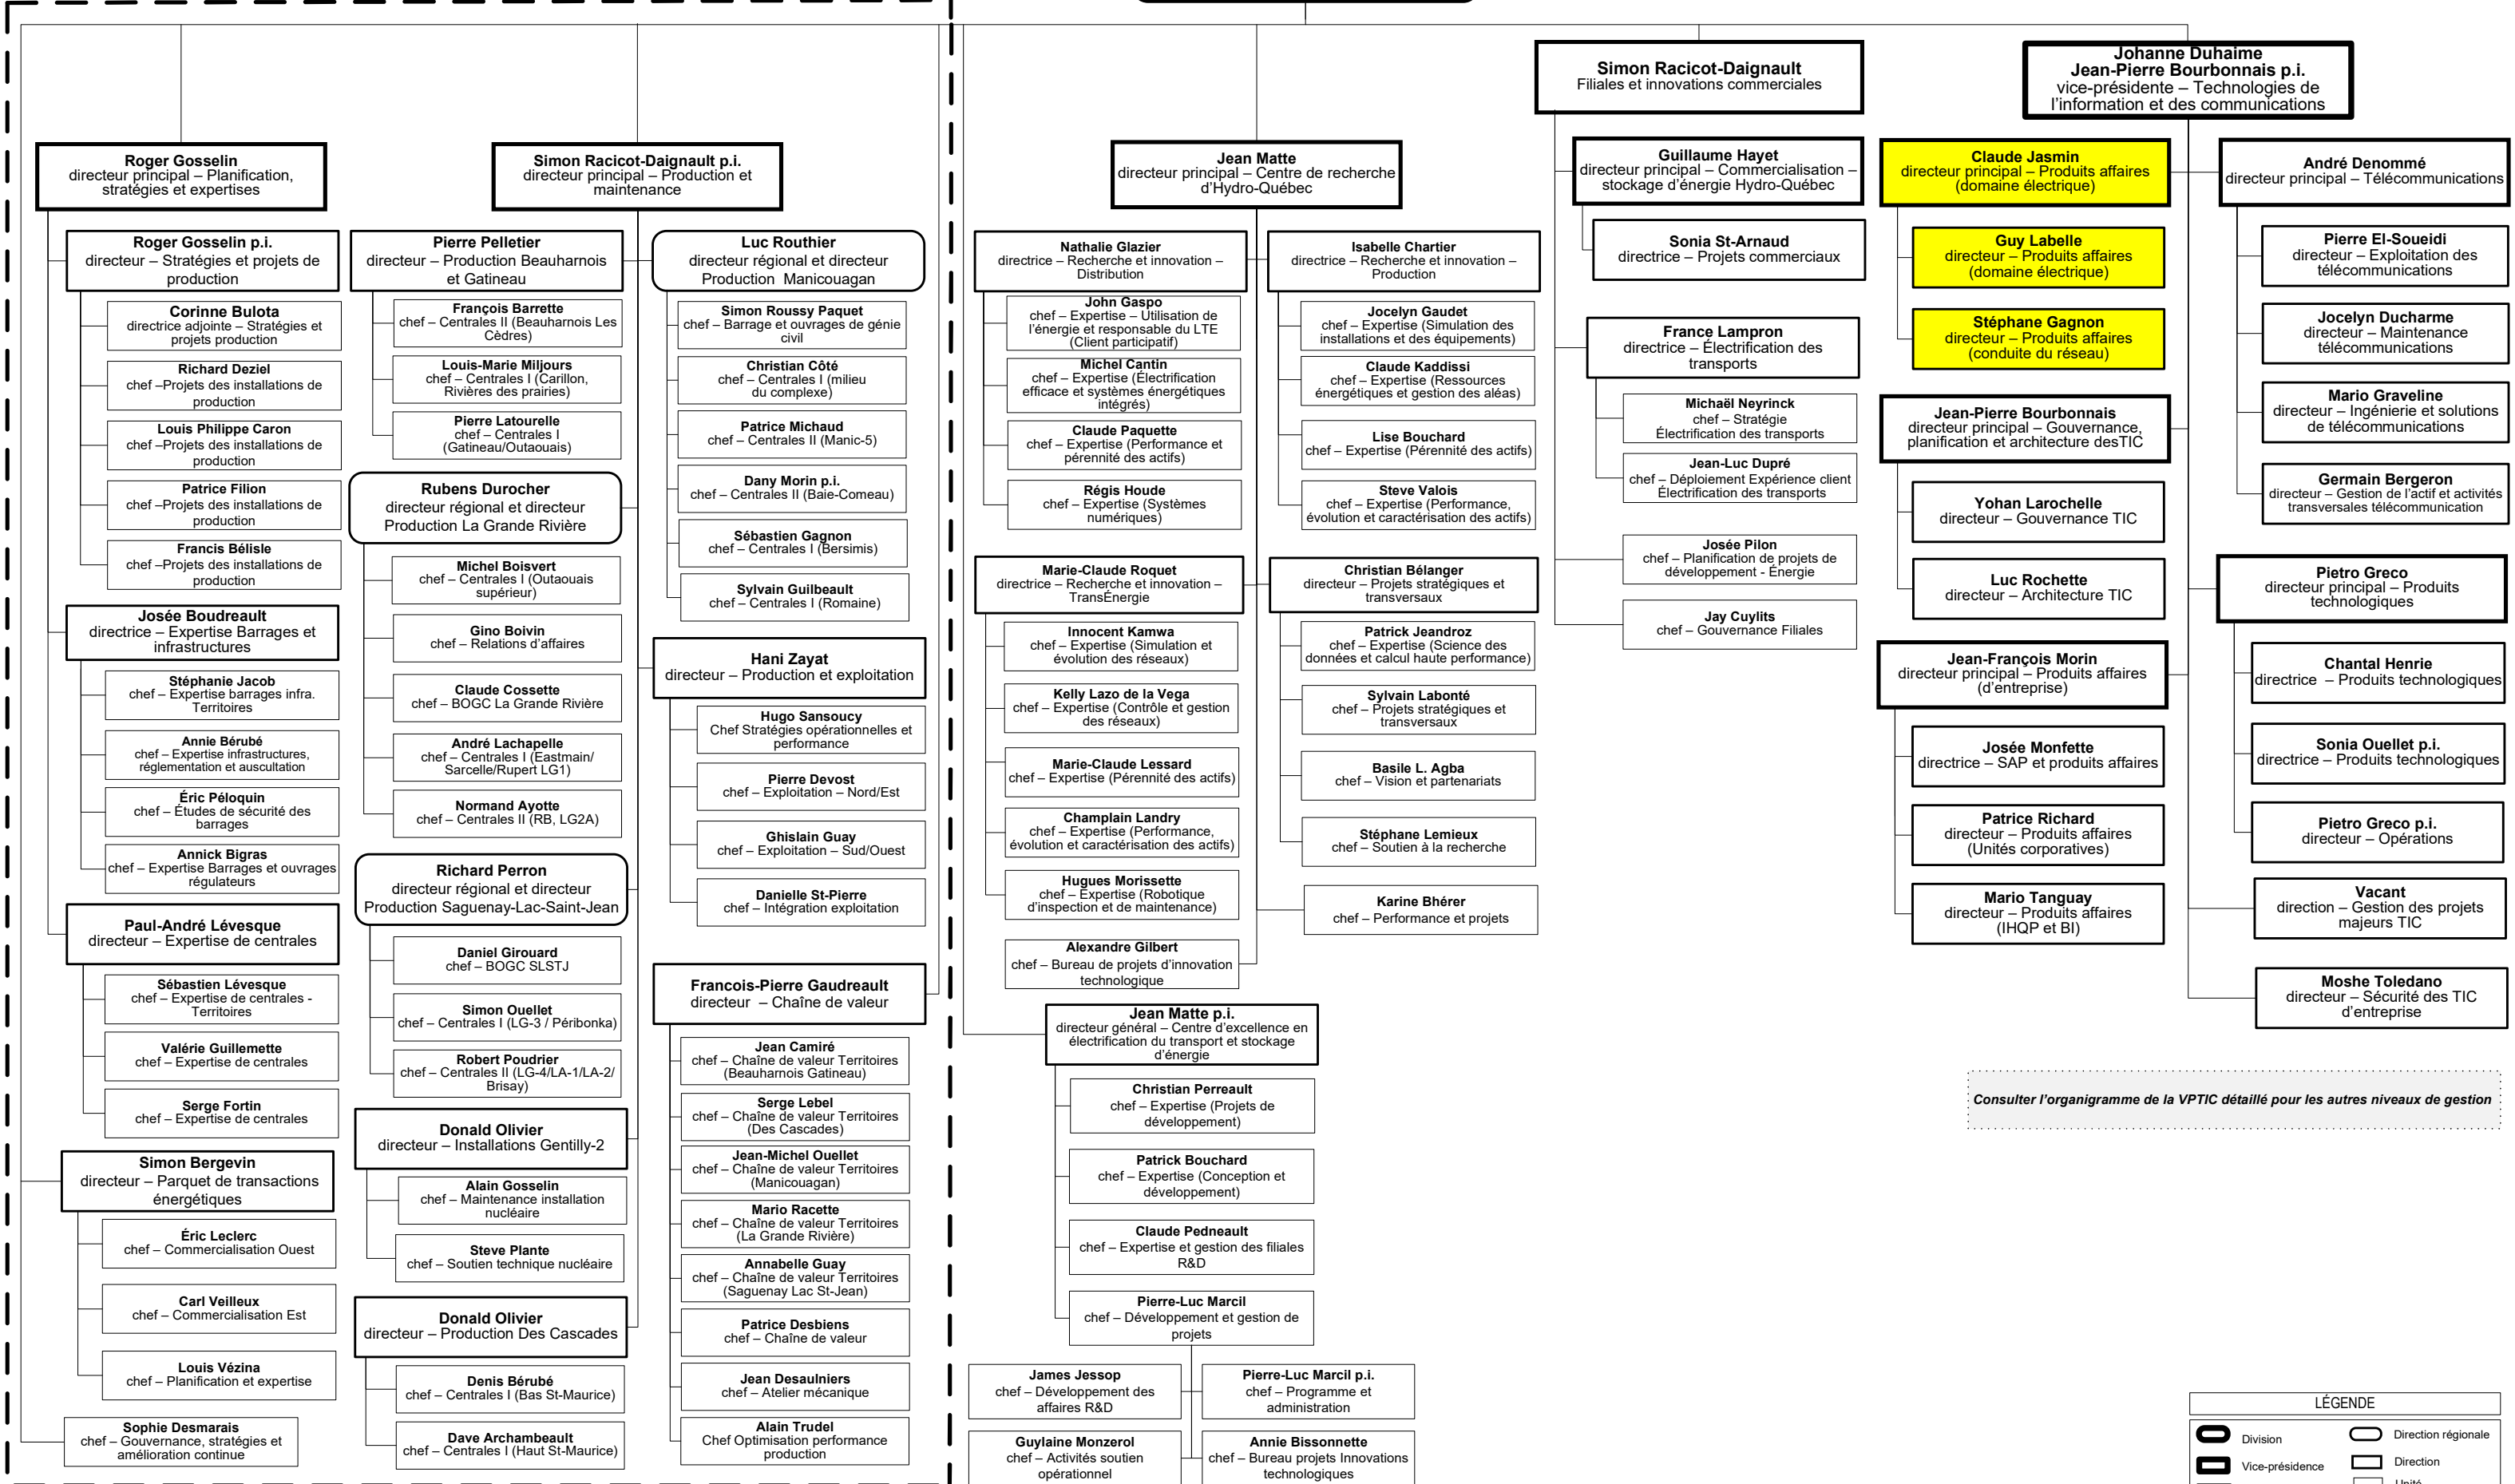 Roger Gosselin
directeur principal – Planification,
stratégies et expertises
Roger Gosselin p.i.
directeur – Stratégies et projets de
production
Corinne Bulota
directrice adjointe – Stratégies et
projets production
Richard Deziel
chef –Projets des installations de
production
Louis Philippe Caron
chef –Projets des installations de
production
Patrice Filion
chef –Projets des installations de
production
Francis Bélisle
chef –Projets des installations de
production
Josée Boudreault
directrice – Expertise Barrages et
infrastructures
Stéphanie Jacob
chef – Expertise barrages infra.
Territoires
Annie Bérubé
chef – Expertise infrastructures,
réglementation et auscultation
Éric Péloquin
chef – Études de sécurité des
barrages
Annick Bigras
chef – Expertise Barrages et ouvrages
régulateurs
Paul-André Lévesque
directeur – Expertise de centrales
Sébastien Lévesque
chef – Expertise de centrales -
Territoires
Valérie Guillemette
chef – Expertise de centrales
Serge Fortin
chef – Expertise de centrales
Simon Bergevin
directeur – Parquet de transactions
énergétiques
Éric Leclerc
chef – Commercialisation Ouest
Carl Veilleux
chef – Commercialisation Est
Louis Vézina
chef – Planification et expertise
Sophie Desmarais
chef – Gouvernance, stratégies et
amélioration continue
Simon Racicot-Daignault p.i.
directeur principal – Production et
maintenance
Pierre Pelletier
directeur – Production Beauharnois
et Gatineau
François Barrette
chef – Centrales II (Beauharnois Les
Cèdres)
Louis-Marie Miljours
chef – Centrales I (Carillon,
Rivières des prairies)
Pierre Latourelle
chef – Centrales I
(Gatineau/Outaouais)
Rubens Durocher
directeur régional et directeur
Production La Grande Rivière
Michel Boisvert
chef – Centrales I (Outaouais
supérieur)
Gino Boivin
chef – Relations d’affaires
Claude Cossette
chef – BOGC La Grande Rivière
André Lachapelle
chef – Centrales I (Eastmain/
Sarcelle/Rupert LG1)
Normand Ayotte
chef – Centrales II (RB, LG2A)
Richard Perron
directeur régional et directeur
Production Saguenay-Lac-Saint-Jean
Daniel Girouard
chef – BOGC SLSTJ
Simon Ouellet
chef – Centrales I (LG-3 / Péribonka)
Robert Poudrier
chef – Centrales II (LG-4/LA-1/LA-2/
Brisay)
Donald Olivier
directeur – Installations Gentilly-2
Alain Gosselin
chef – Maintenance installation
nucléaire
Steve Plante
chef – Soutien technique nucléaire
Donald Olivier
directeur – Production Des Cascades
Denis Bérubé
chef – Centrales I (Bas St-Maurice)
Dave Archambeault
chef – Centrales I (Haut St-Maurice)
Luc Routhier
directeur régional et directeur
Production Manicouagan
Simon Roussy Paquet
chef – Barrage et ouvrages de génie
civil
Christian Côté
chef – Centrales I (milieu
du complexe)
Patrice Michaud
chef – Centrales II (Manic-5)
Dany Morin p.i.
chef – Centrales II (Baie-Comeau)
Sébastien Gagnon
chef – Centrales I (Bersimis)
Sylvain Guilbeault
chef – Centrales I (Romaine)
Hani Zayat
directeur – Production et exploitation
Hugo Sansoucy
Chef Stratégies opérationnelles et
performance
Pierre Devost
chef – Exploitation – Nord/Est
Ghislain Guay
chef – Exploitation – Sud/Ouest
Danielle St-Pierre
chef – Intégration exploitation
Francois-Pierre Gaudreault
directeur – Chaîne de valeur
Jean Camiré
chef – Chaîne de valeur Territoires
(Beauharnois Gatineau)
Serge Lebel
chef – Chaîne de valeur Territoires
(Des Cascades)
Jean-Michel Ouellet
chef – Chaîne de valeur Territoires
(Manicouagan)
Mario Racette
chef – Chaîne de valeur Territoires
(La Grande Rivière)
Annabelle Guay
chef – Chaîne de valeur Territoires
(Saguenay Lac St-Jean)
Patrice Desbiens
chef – Chaîne de valeur
Jean Desaulniers
chef – Atelier mécanique
Alain Trudel
Chef Optimisation performance
production
Jean Matte
directeur principal – Centre de recherche
d’Hydro-Québec
Nathalie Glazier
directrice – Recherche et innovation –
Distribution
John Gaspo
chef – Expertise – Utilisation de
l’énergie et responsable du LTE
(Client participatif)
Michel Cantin
chef – Expertise (Électrification
efficace et systèmes énergétiques
intégrés)
Claude Paquette
chef – Expertise (Performance et
pérennité des actifs)
Régis Houde
chef – Expertise (Systèmes
numériques)
Marie-Claude Roquet
directrice – Recherche et innovation –
TransÉnergie
Innocent Kamwa
chef – Expertise (Simulation et
évolution des réseaux)
Kelly Lazo de la Vega
chef – Expertise (Contrôle et gestion
des réseaux)
Marie-Claude Lessard
chef – Expertise (Pérennité des actifs)
Champlain Landry
chef – Expertise (Performance,
évolution et caractérisation des actifs)
Hugues Morissette
chef – Expertise (Robotique
d’inspection et de maintenance)
Alexandre Gilbert
chef – Bureau de projets d’innovation
technologique
Isabelle Chartier
directrice – Recherche et innovation –
Production
Jocelyn Gaudet
chef – Expertise (Simulation des
installations et des équipements)
Claude Kaddissi
chef – Expertise (Ressources
énergétiques et gestion des aléas)
Lise Bouchard
chef – Expertise (Pérennité des actifs)
Steve Valois
chef – Expertise (Performance,
évolution et caractérisation des actifs)
Christian Bélanger
directeur – Projets stratégiques et
transversaux
Patrick Jeandroz
chef – Expertise (Science des
données et calcul haute performance)
Sylvain Labonté
chef – Projets stratégiques et
transversaux
Basile L. Agba
chef – Vision et partenariats
Stéphane Lemieux
chef – Soutien à la recherche
Karine Bhérer
chef – Performance et projets
Jean Matte p.i.
directeur général – Centre d’excellence en
électrification du transport et stockage
d’énergie
Christian Perreault
chef – Expertise (Projets de
développement)
Patrick Bouchard
chef – Expertise (Conception et
développement)
Claude Pedneault
chef – Expertise et gestion des filiales
R&D
Pierre-Luc Marcil
chef – Développement et gestion de
projets
James Jessop
chef – Développement des
affaires R&D
Pierre-Luc Marcil p.i.
chef – Programme et
administration
Guylaine Monzerol
chef – Activités soutien
opérationnel
Annie Bissonnette
chef – Bureau projets Innovations
technologiques
Simon Racicot-Daignault
Filiales et innovations commerciales
Guillaume Hayet
directeur principal – Commercialisation –
stockage d’énergie Hydro-Québec
Sonia St-Arnaud
directrice – Projets commerciaux
France Lampron
directrice – Électrification des
transports
Michaël Neyrinck
chef – Stratégie
Électrification des transports
Jean-Luc Dupré
chef – Déploiement Expérience client
Électrification des transports
Josée Pilon
chef – Planification de projets de
développement - Énergie
Jay Cuylits
chef – Gouvernance Filiales
Johanne Duhaime
Jean-Pierre Bourbonnais p.i.
vice-présidente – Technologies de
l’information et des communications
Claude Jasmin
directeur principal – Produits affaires
(domaine électrique)
Guy Labelle
directeur – Produits affaires
(domaine électrique)
Stéphane Gagnon
directeur – Produits affaires
(conduite du réseau)
Jean-Pierre Bourbonnais
directeur principal – Gouvernance,
planification et architecture desTIC
Yohan Larochelle
directeur – Gouvernance TIC
Luc Rochette
directeur – Architecture TIC
Jean-François Morin
directeur principal – Produits affaires
(d’entreprise)
Josée Monfette
directrice – SAP et produits affaires
Patrice Richard
directeur – Produits affaires
(Unités corporatives)
Mario Tanguay
directeur – Produits affaires
(IHQP et BI)
André Denommé
directeur principal – Télécommunications
Pierre El-Soueidi
directeur – Exploitation des
télécommunications
Jocelyn Ducharme
directeur – Maintenance
télécommunications
Mario Graveline
directeur – Ingénierie et solutions
de télécommunications
Germain Bergeron
directeur – Gestion de l’actif et activités
transversales télécommunication
Pietro Greco
directeur principal – Produits
technologiques
Chantal Henrie
directrice – Produits technologiques
Sonia Ouellet p.i.
directrice – Produits technologiques
Pietro Greco p.i.
directeur – Opérations
Vacant
direction – Gestion des projets
majeurs TIC
Moshe Toledano
directeur – Sécurité des TIC
d’entreprise
Consulter l’organigramme de la VPTIC détaillé pour les autres niveaux de gestion
LÉGENDE
Division
Direction régionale
Vice-présidence
Direction
Unité